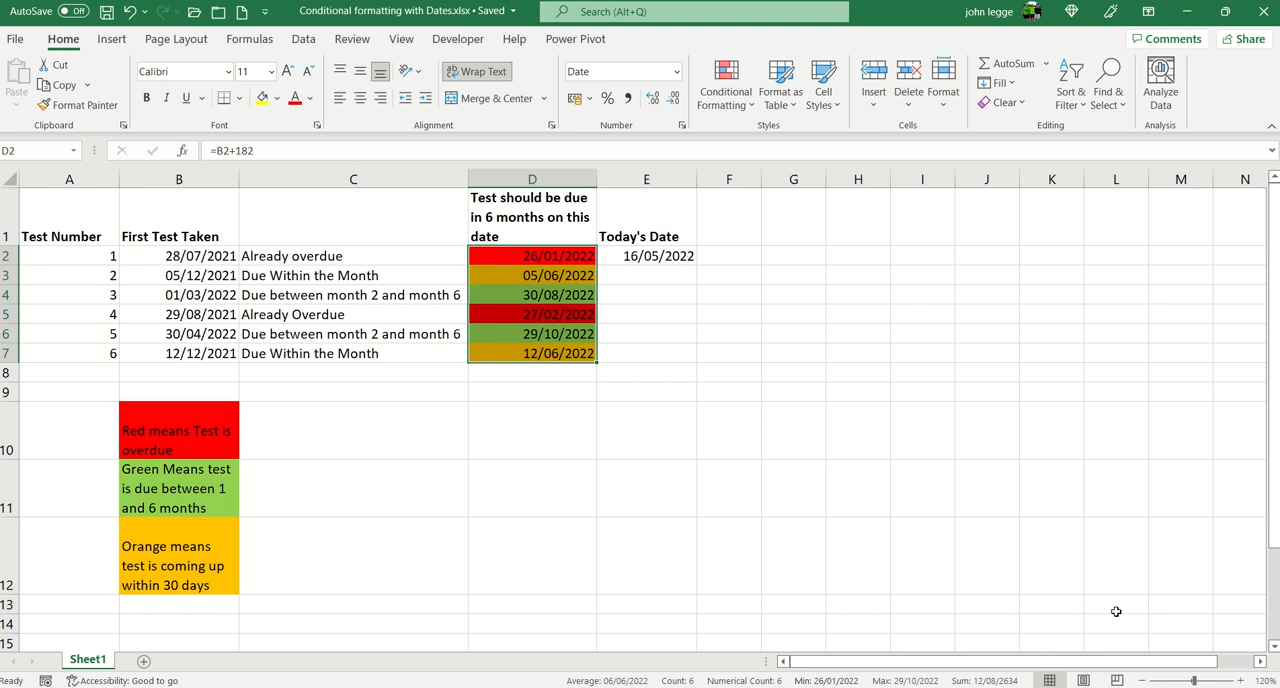 AutoSave Off Conditional formatting with Dates.xlsx • Saved Search (Alt+Q) john legge
File Home Insert Page Layout Formulas Data Review View Developer Help Power Pivot Comments Share
Paste Cut Copy Format Painter Clipboard
Calibri 11 A A B I U A Font
Wrap Text Merge & Center Alignment
Date % , Number
Conditional Formatting Format as Table Cell Styles Styles
Insert Delete Format Cells
AutoSum Fill Clear Sort & Filter Find & Select Editing
Analyze Data Analysis
D2 fx =B2+182
A B C D E F G H I J K L M N
Test should be due
in 6 months on this
1 Test Number First Test Taken date Today's Date
2 1 28/07/2021 Already overdue 26/01/2022 16/05/2022
3 2 05/12/2021 Due Within the Month 05/06/2022
4 3 01/03/2022 Due between month 2 and month 6 30/08/2022
5 4 29/08/2021 Already Overdue 27/02/2022
6 5 30/04/2022 Due between month 2 and month 6 29/10/2022
7 6 12/12/2021 Due Within the Month 12/06/2022
8
9
Red means Test is
10 overdue
Green Means test
is due between 1
11 and 6 months
Orange means
test is coming up
12 within 30 days
13
14
15
Sheet1
Ready Accessibility: Good to go Average: 06/06/2022 Count: 6 Numerical Count: 6 Min: 26/01/2022 Max: 29/10/2022 Sum: 12/08/2634 120%